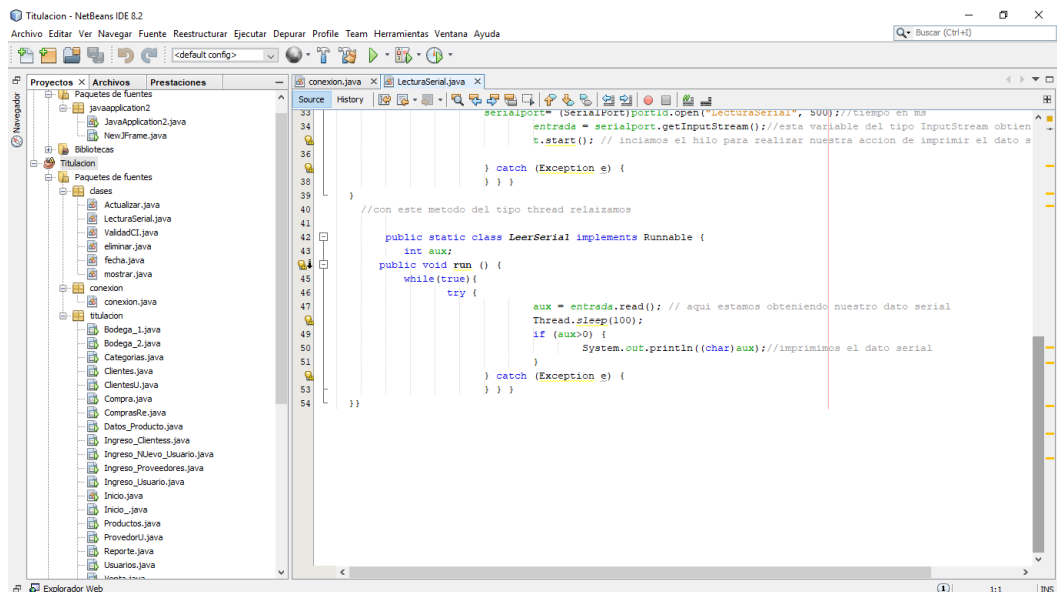 Titulacion - NetBeans IDE 8.2
Archivo Editar Ver Navegar Fuente Reestructurar Ejecutar Depurar Profile Team Herramientas Ventana Ayuda
Buscar (Ctrl+I)
<default config>
Proyectos × Archivos Prestaciones
Navegador
Paquetes de fuentes
javaapplication2
JavaApplication2.java
NewJFrame.java
Bibliotecas
Titulacion
Paquetes de fuentes
clases
Actualizar.java
LecturaSerial.java
ValidadCI.java
eliminar.java
fecha.java
mostrar.java
conexion
conexion.java
titulacion
Bodega_1.java
Bodega_2.java
Categorias.java
Clientes.java
ClientesU.java
Compra.java
ComprasRe.java
Datos_Producto.java
Ingreso_Clientess.java
Ingreso_NUevo_Usuario.java
Ingreso_Proveedores.java
Ingreso_Usuario.java
Inicio.java
Inicio_.java
Productos.java
ProvedorU.java
Reporte.java
Usuarios.java
Venta.java
conexion.java × LecturaSerial.java ×
Source History
33 serialport= (SerialPort)portId.open("LecturaSerial", 500);//tiempo en ms
34 entrada = serialport.getInputStream();//esta variable del tipo InputStream obtien
t.start(); // inciamos el hilo para realizar nuestra accion de imprimir el dato s
36
} catch (Exception e) {
38 } } }
39 }
40 //con este metodo del tipo thread relaizamos
41
42 public static class LeerSerial implements Runnable {
43 int aux;
public void run () {
45 while(true){
46 try {
47 aux = entrada.read(); // aqui estamos obteniendo nuestro dato serial
Thread.sleep(100);
49 if (aux>0) {
50 System.out.println((char)aux);//imprimimos el dato serial
51 }
} catch (Exception e) {
53 } } }
54 }}
Explorador Web
1
1:1
INS